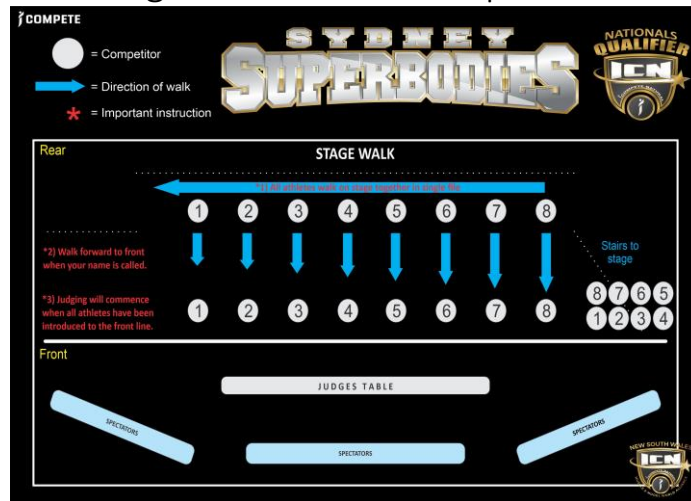 COMPETE
= Competitor
= Direction of walk
* = Important instruction
SYDNEY
SUPERBODIES
NATIONALS
QUALIFIER
ICN
Rear
STAGE WALK
*1) All athletes walk on stage together in single file
1 2 3 4 5 6 7 8
*2) Walk forward to front
when your name is called.
Stairs to
stage
*3) Judging will commence
when all athletes have been
introduced to the front line.
1 2 3 4 5 6 7 8
8 7 6 5
1 2 3 4
Front
JUDGES TABLE
SPECTATORS
SPECTATORS
SPECTATORS
NEW SOUTH WALES
ICN